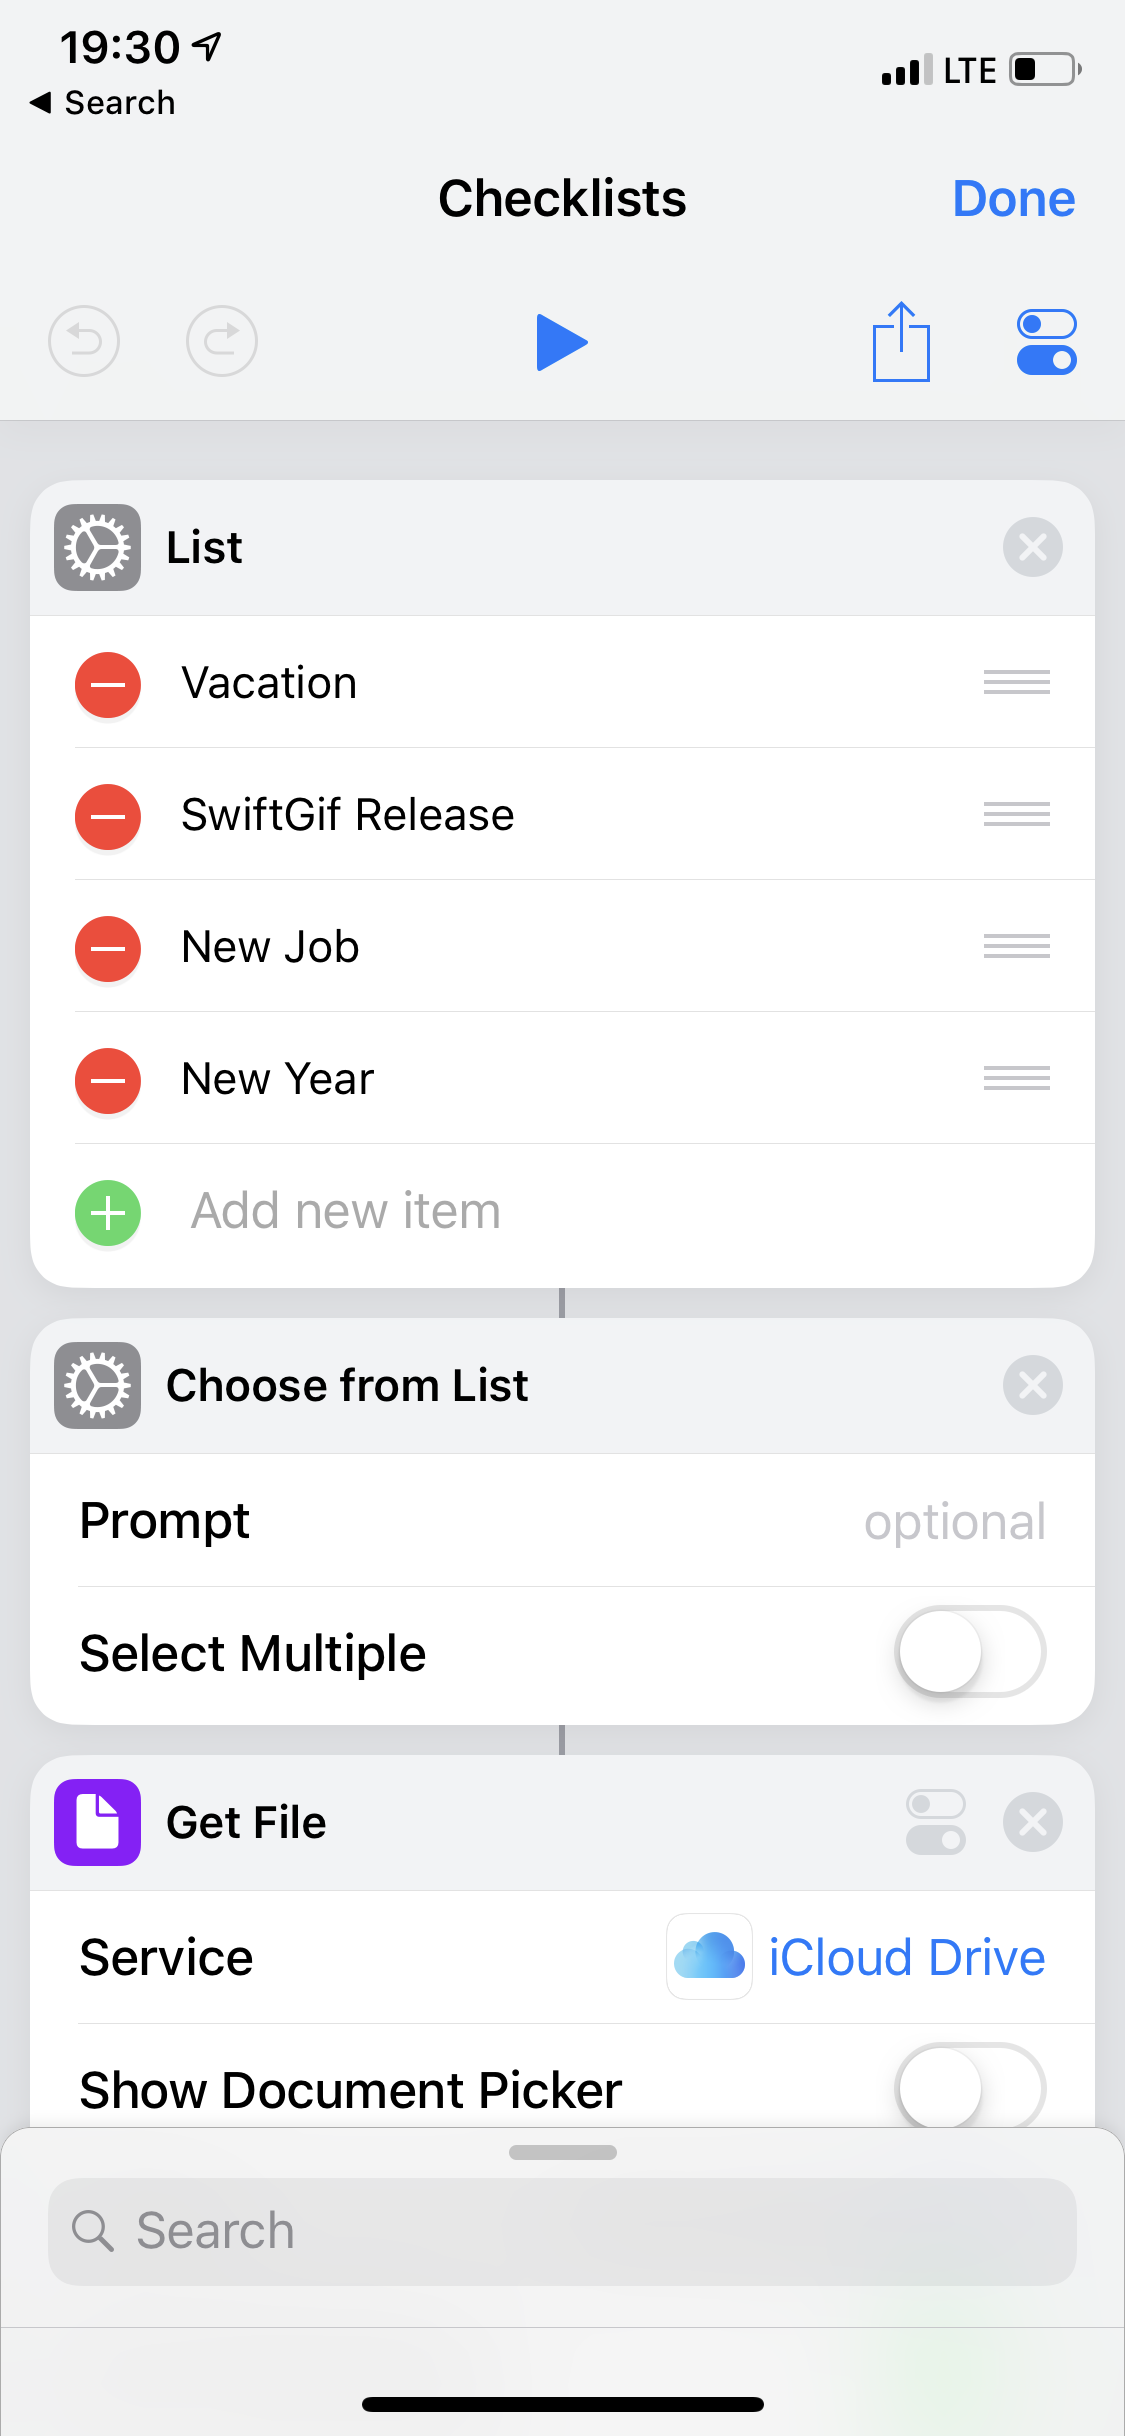 19:30
LTE
Search
Checklists
Done
List
Vacation
SwiftGif Release
New Job
New Year
Add new item
Choose from List
Prompt
optional
Select Multiple
Get File
Service
iCloud Drive
Show Document Picker
Search